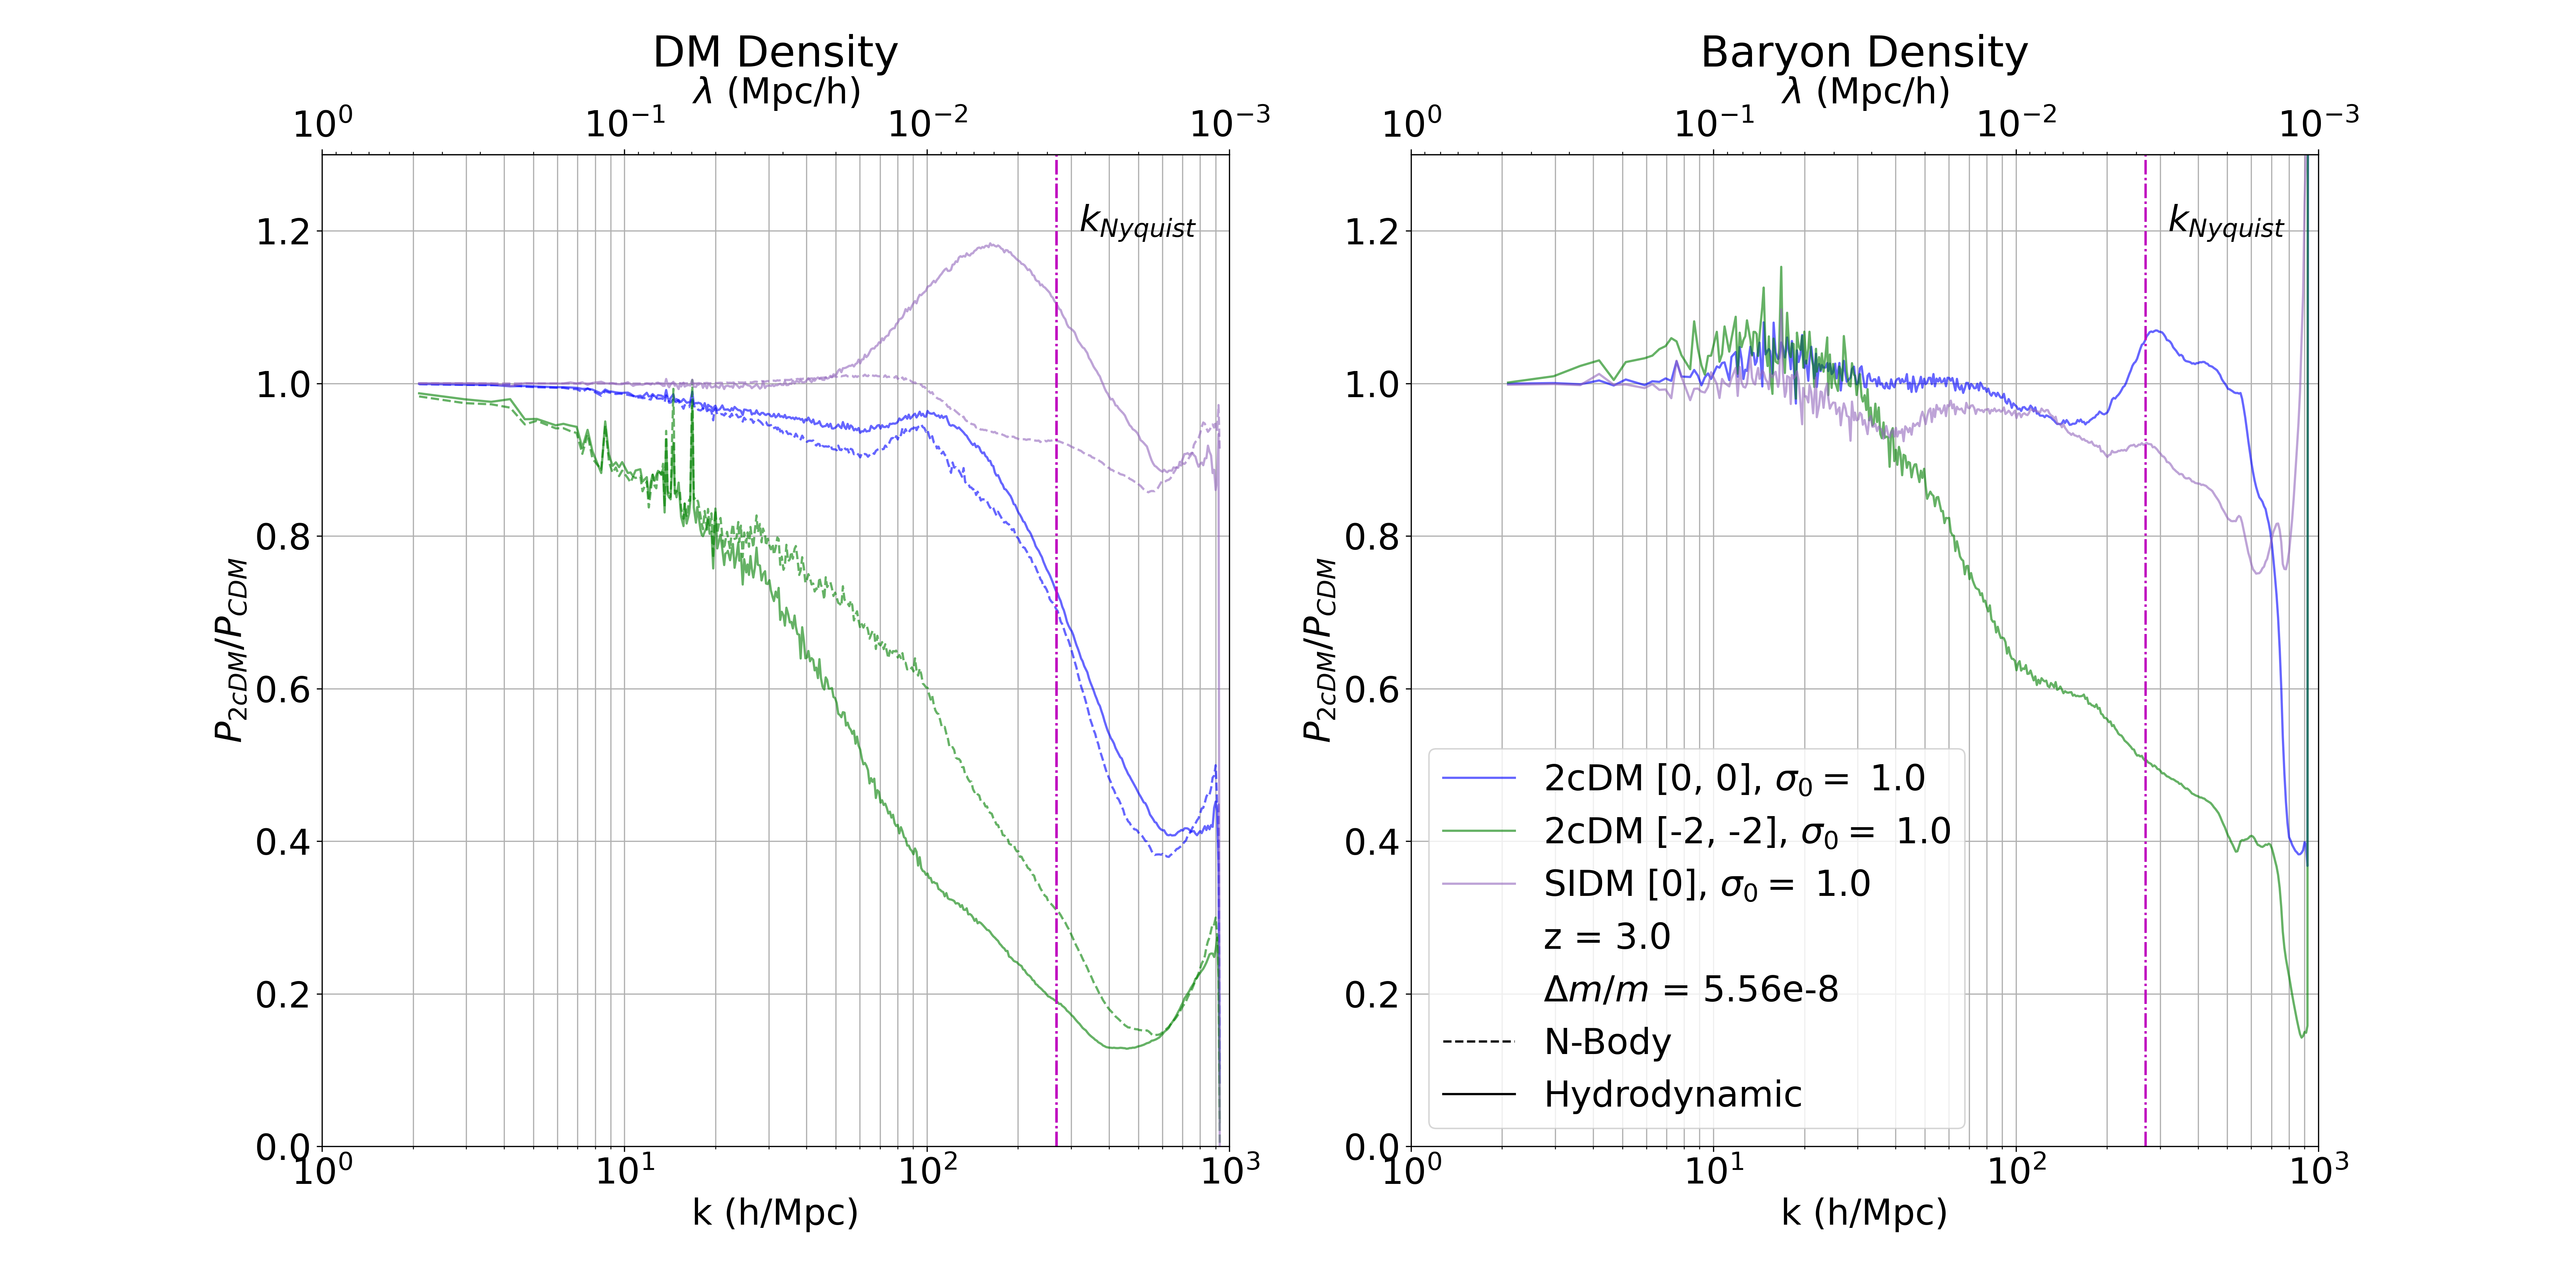 DM Density
λ (Mpc/h)
10⁰ 10⁻¹ 10⁻² 10⁻³
k_Nyquist
1.2
1.0
0.8
0.6
0.4
0.2
0.0
P_2cDM/P_CDM
10⁰ 10¹ 10² 10³
k (h/Mpc)
Baryon Density
λ (Mpc/h)
10⁰ 10⁻¹ 10⁻² 10⁻³
k_Nyquist
1.2
1.0
0.8
0.6
0.4
0.2
0.0
P_2cDM/P_CDM
2cDM [0, 0], σ₀ = 1.0
2cDM [-2, -2], σ₀ = 1.0
SIDM [0], σ₀ = 1.0
z = 3.0
Δm/m = 5.56e-8
N-Body
Hydrodynamic
10⁰ 10¹ 10² 10³
k (h/Mpc)